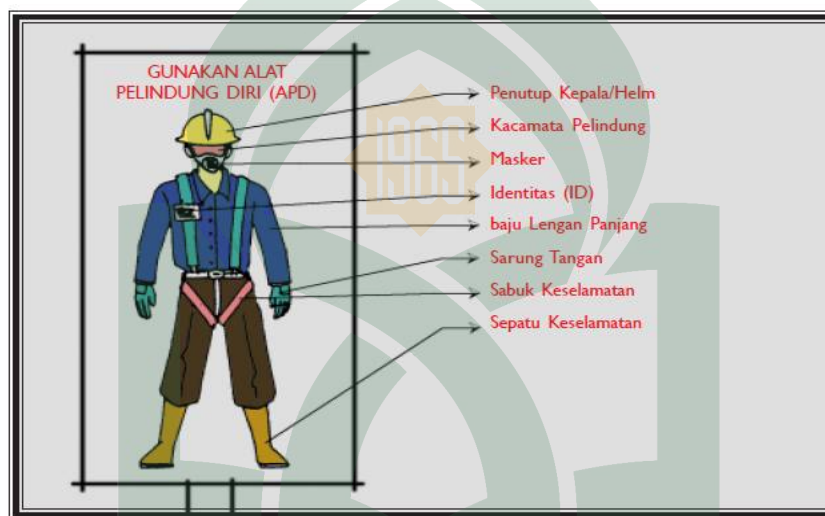 GUNAKAN ALAT
PELINDUNG DIRI (APD)
Penutup Kepala/Helm
Kacamata Pelindung
Masker
Identitas (ID)
baju Lengan Panjang
Sarung Tangan
Sabuk Keselamatan
Sepatu Keselamatan
1965